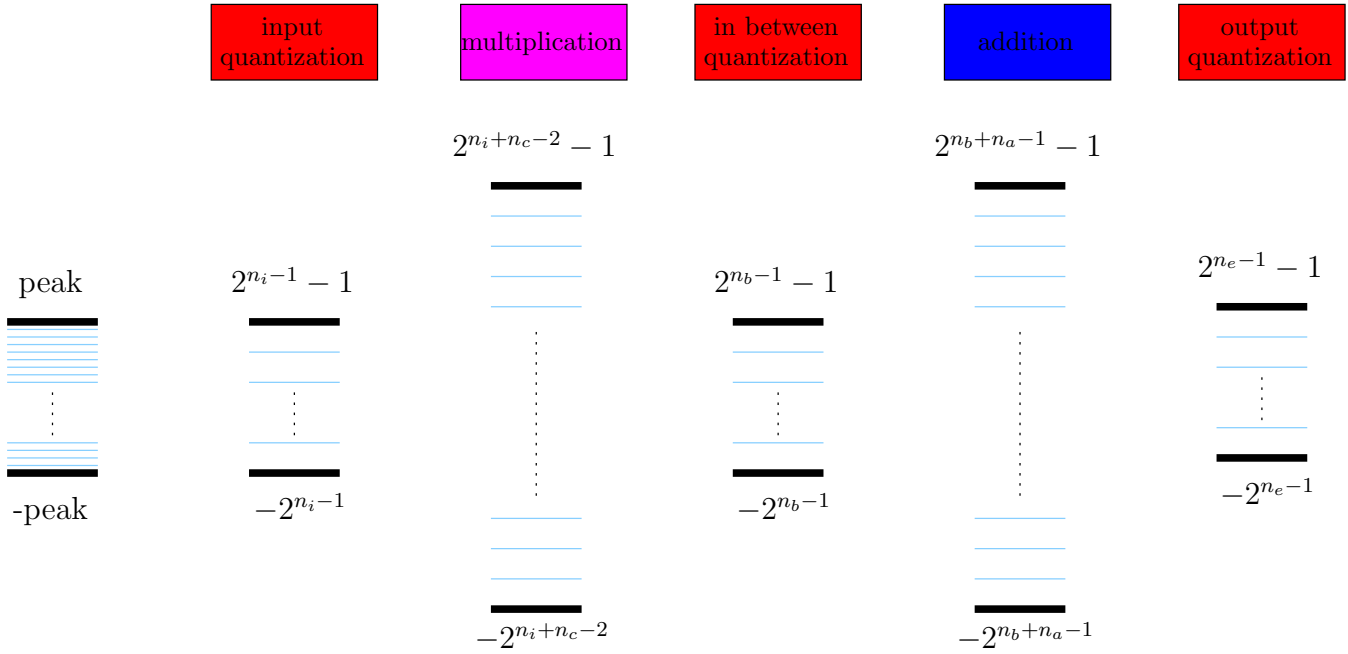 input
quantization
multiplication
in between
quantization
addition
output
quantization
$2^{n_i+n_c-2} - 1$
$2^{n_b+n_a-1} - 1$
peak
$2^{n_i-1} - 1$
$2^{n_b-1} - 1$
$2^{n_e-1} - 1$
-peak
$-2^{n_i-1}$
$-2^{n_b-1}$
$-2^{n_e-1}$
$-2^{n_i+n_c-2}$
$-2^{n_b+n_a-1}$